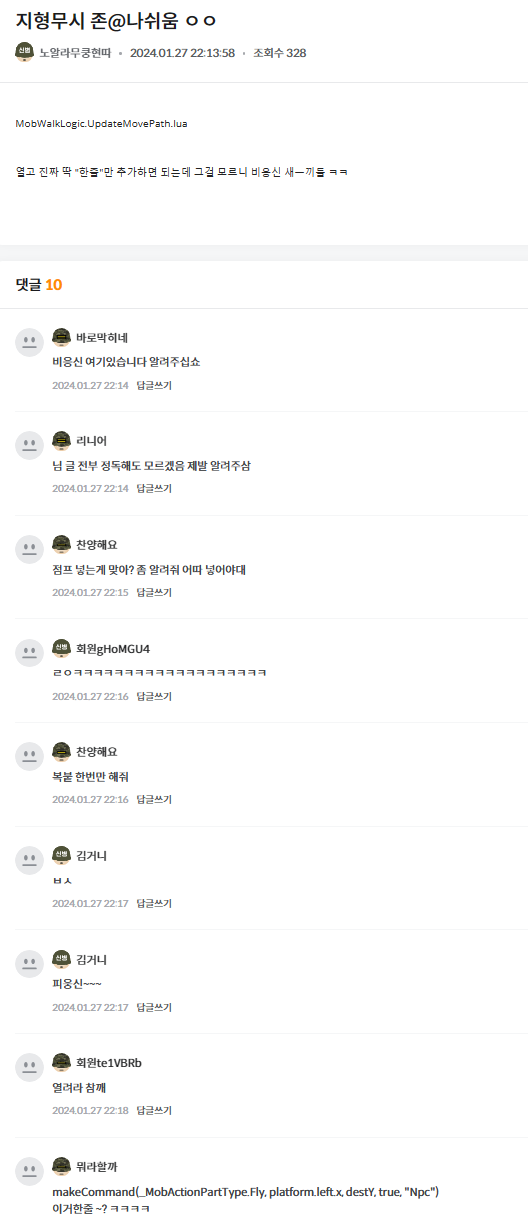 지형무시 존@나쉬움 ㅇㅇ
신병 노알라무쿵현따 • 2024.01.27 22:13:58 • 조회수 328
MobWalkLogic.UpdateMovePath.lua
열고 진짜 딱 "한줄"만 추가하면 되는데 그걸 모르니 비응신 새ㅡ끼들 ㅋㅋ
댓글 10
바로막히네
비응신 여기있습니다 알려주십쇼
2024.01.27 22:14 답글쓰기
리니어
님 글 전부 정독해도 모르겠음 제발 알려주삼
2024.01.27 22:14 답글쓰기
찬양해요
점프 넣는게 맞아? 좀 알려줘 어따 넣어야대
2024.01.27 22:15 답글쓰기
신병 회원gHoMGU4
ㄹㅇㅋㅋㅋㅋㅋㅋㅋㅋㅋㅋㅋㅋㅋㅋㅋㅋㅋㅋㅋ
2024.01.27 22:16 답글쓰기
찬양해요
복붙 한번만 해줘
2024.01.27 22:16 답글쓰기
신병 김거니
ㅂㅅ
2024.01.27 22:17 답글쓰기
신병 김거니
피웅신~~~
2024.01.27 22:17 답글쓰기
회원te1VBRb
열려라 참깨
2024.01.27 22:18 답글쓰기
뭐라할까
makeCommand(_MobActionPartType.Fly, platform.left.x, destY, true, "Npc")
이거한줄 ~? ㅋㅋㅋㅋ